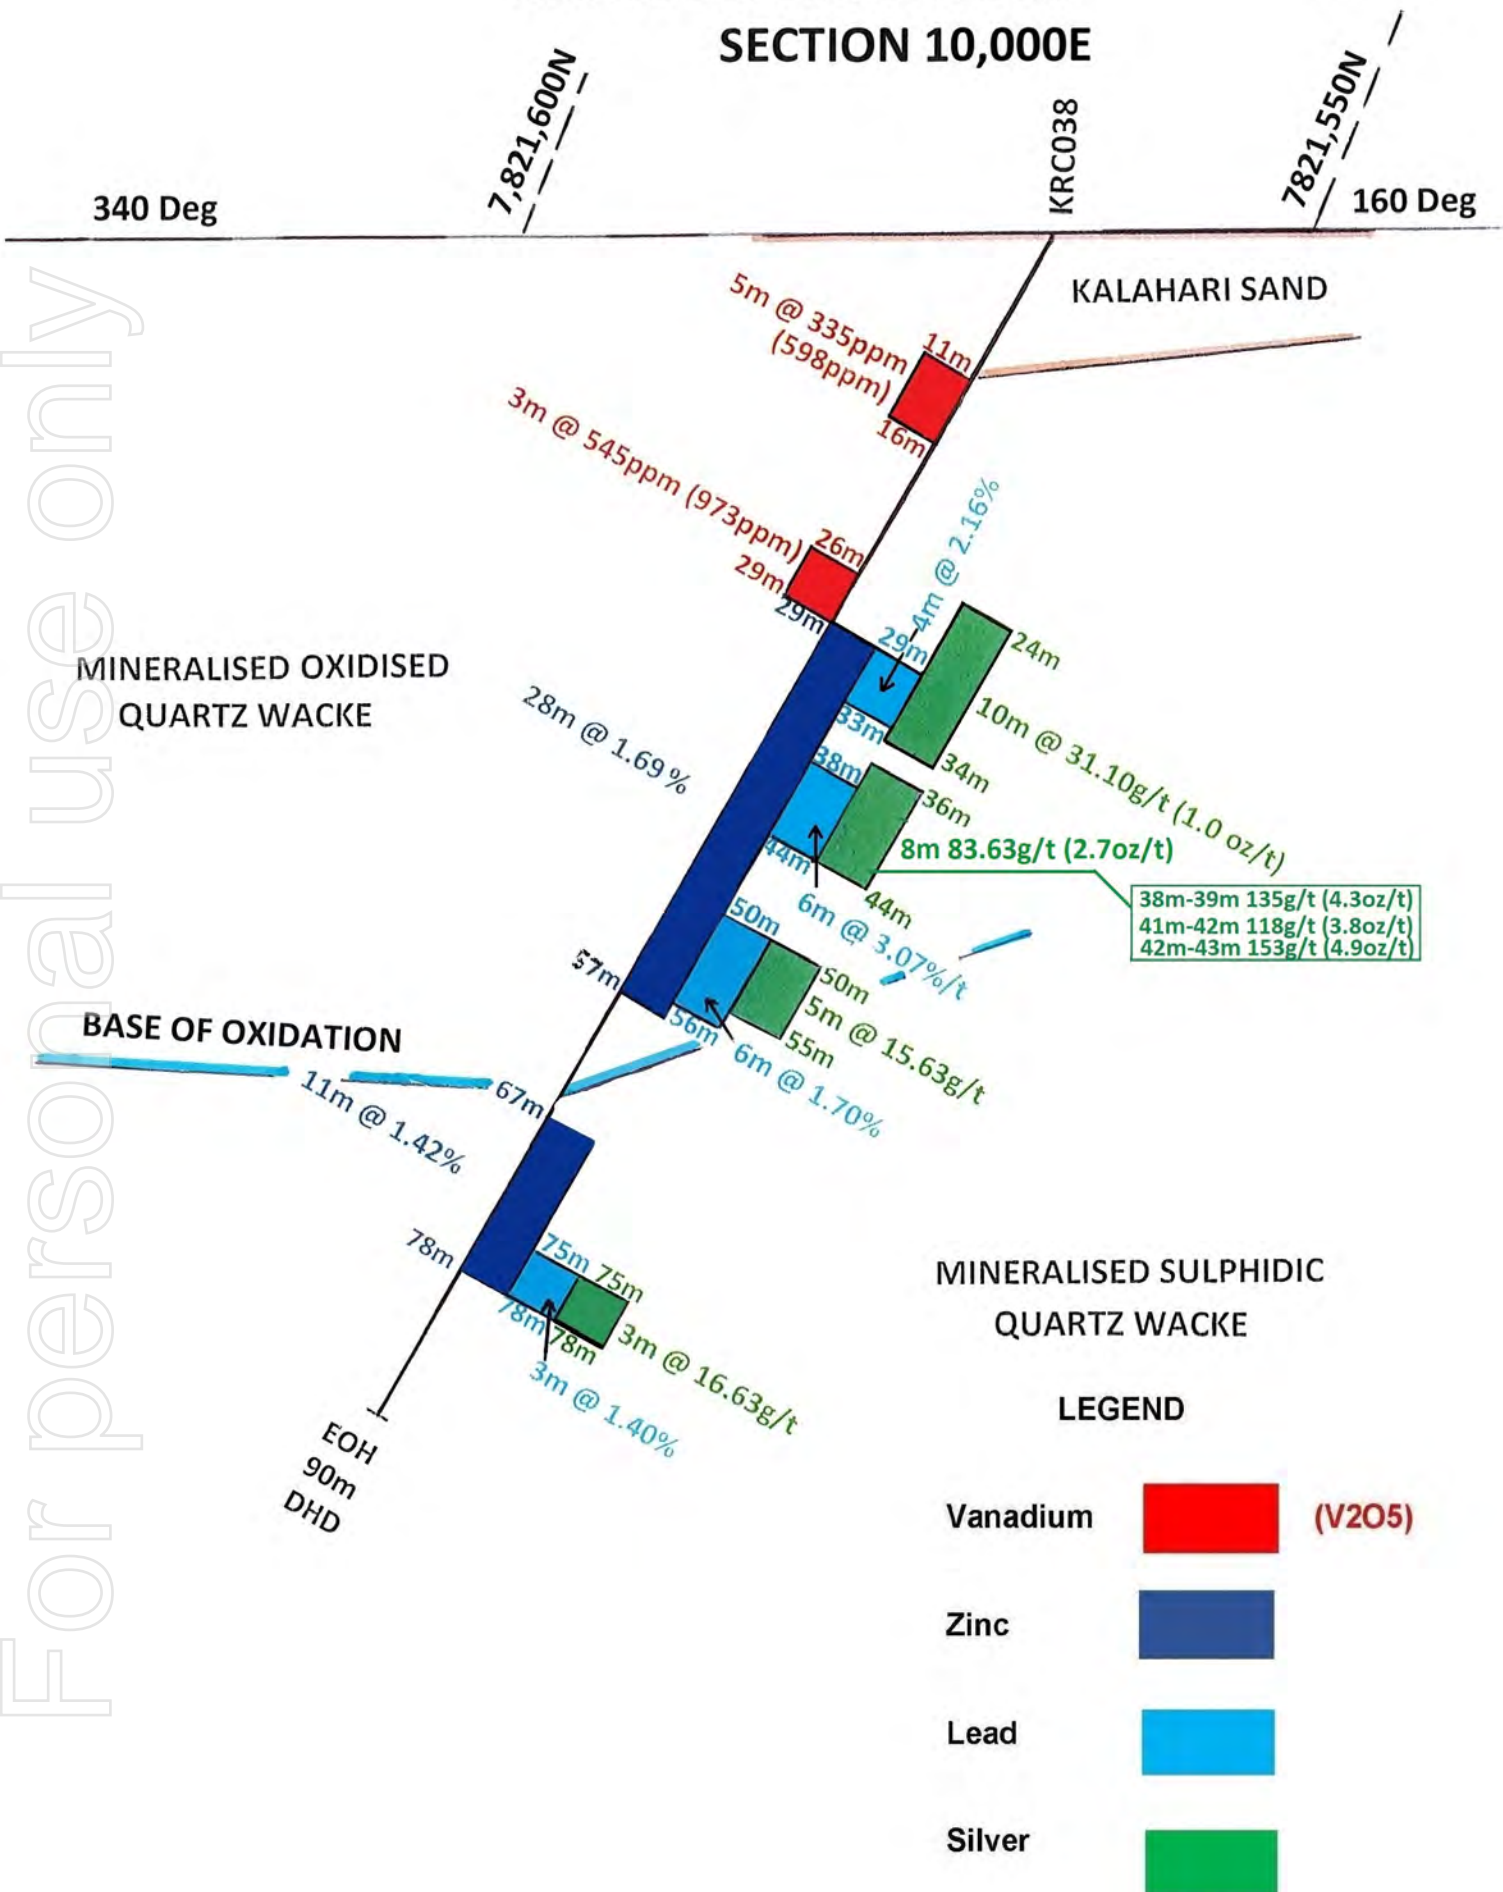 SECTION 10,000E
7,821,600N
KRC038
7821,550N
340 Deg
160 Deg
KALAHARI SAND
5m @ 335ppm
(598ppm)
11m
16m
3m @ 545ppm (973ppm)
26m
29m
29m
4m @ 2.16%
29m
33m
24m
34m
10m @ 31.10g/t (1.0 oz/t)
MINERALISED OXIDISED
QUARTZ WACKE
28m @ 1.69%
38m
44m
36m
44m
8m 83.63g/t (2.7oz/t)
38m-39m 135g/t (4.3oz/t)
41m-42m 118g/t (3.8oz/t)
42m-43m 153g/t (4.9oz/t)
6m @ 3.07%/t
50m
56m
50m
55m
5m @ 15.63g/t
6m @ 1.70%
57m
BASE OF OXIDATION
67m
11m @ 1.42%
78m
75m
75m
78m
78m
3m @ 16.63g/t
3m @ 1.40%
EOH
90m
DHD
MINERALISED SULPHIDIC
QUARTZ WACKE
LEGEND
Vanadium
(V2O5)
Zinc
Lead
Silver
For personal use only